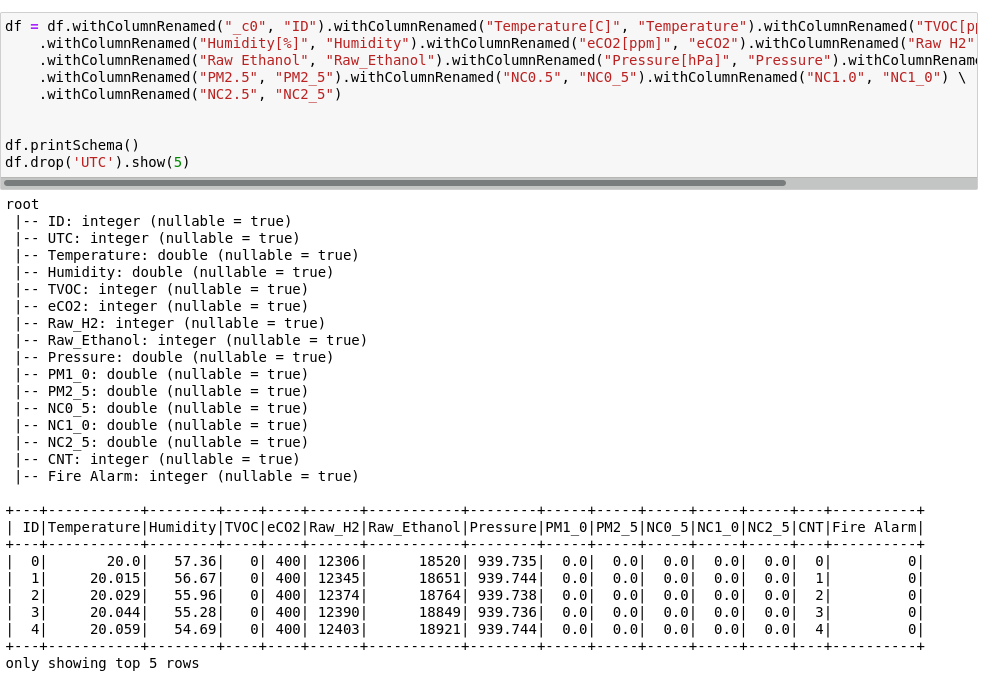 df = df.withColumnRenamed("_c0", "ID").withColumnRenamed("Temperature[C]", "Temperature").withColumnRenamed("TVOC[p
    .withColumnRenamed("Humidity[%]", "Humidity").withColumnRenamed("eCO2[ppm]", "eCO2").withColumnRenamed("Raw H2"
    .withColumnRenamed("Raw Ethanol", "Raw_Ethanol").withColumnRenamed("Pressure[hPa]", "Pressure").withColumnRename
    .withColumnRenamed("PM2.5", "PM2_5").withColumnRenamed("NC0.5", "NC0_5").withColumnRenamed("NC1.0", "NC1_0") \
    .withColumnRenamed("NC2.5", "NC2_5")
df.printSchema()
df.drop('UTC').show(5)
root
 |-- ID: integer (nullable = true)
 |-- UTC: integer (nullable = true)
 |-- Temperature: double (nullable = true)
 |-- Humidity: double (nullable = true)
 |-- TVOC: integer (nullable = true)
 |-- eCO2: integer (nullable = true)
 |-- Raw_H2: integer (nullable = true)
 |-- Raw_Ethanol: integer (nullable = true)
 |-- Pressure: double (nullable = true)
 |-- PM1_0: double (nullable = true)
 |-- PM2_5: double (nullable = true)
 |-- NC0_5: double (nullable = true)
 |-- NC1_0: double (nullable = true)
 |-- NC2_5: double (nullable = true)
 |-- CNT: integer (nullable = true)
 |-- Fire Alarm: integer (nullable = true)
+---+-----------+--------+----+----+------+-----------+--------+-----+-----+-----+-----+-----+---+----------+
| ID|Temperature|Humidity|TVOC|eCO2|Raw_H2|Raw_Ethanol|Pressure|PM1_0|PM2_5|NC0_5|NC1_0|NC2_5|CNT|Fire Alarm|
+---+-----------+--------+----+----+------+-----------+--------+-----+-----+-----+-----+-----+---+----------+
|  0|       20.0|   57.36|   0| 400| 12306|      18520| 939.735|  0.0|  0.0|  0.0|  0.0|  0.0|  0|         0|
|  1|     20.015|   56.67|   0| 400| 12345|      18651| 939.744|  0.0|  0.0|  0.0|  0.0|  0.0|  1|         0|
|  2|     20.029|   55.96|   0| 400| 12374|      18764| 939.738|  0.0|  0.0|  0.0|  0.0|  0.0|  2|         0|
|  3|     20.044|   55.28|   0| 400| 12390|      18849| 939.736|  0.0|  0.0|  0.0|  0.0|  0.0|  3|         0|
|  4|     20.059|   54.69|   0| 400| 12403|      18921| 939.744|  0.0|  0.0|  0.0|  0.0|  0.0|  4|         0|
+---+-----------+--------+----+----+------+-----------+--------+-----+-----+-----+-----+-----+---+----------+
only showing top 5 rows